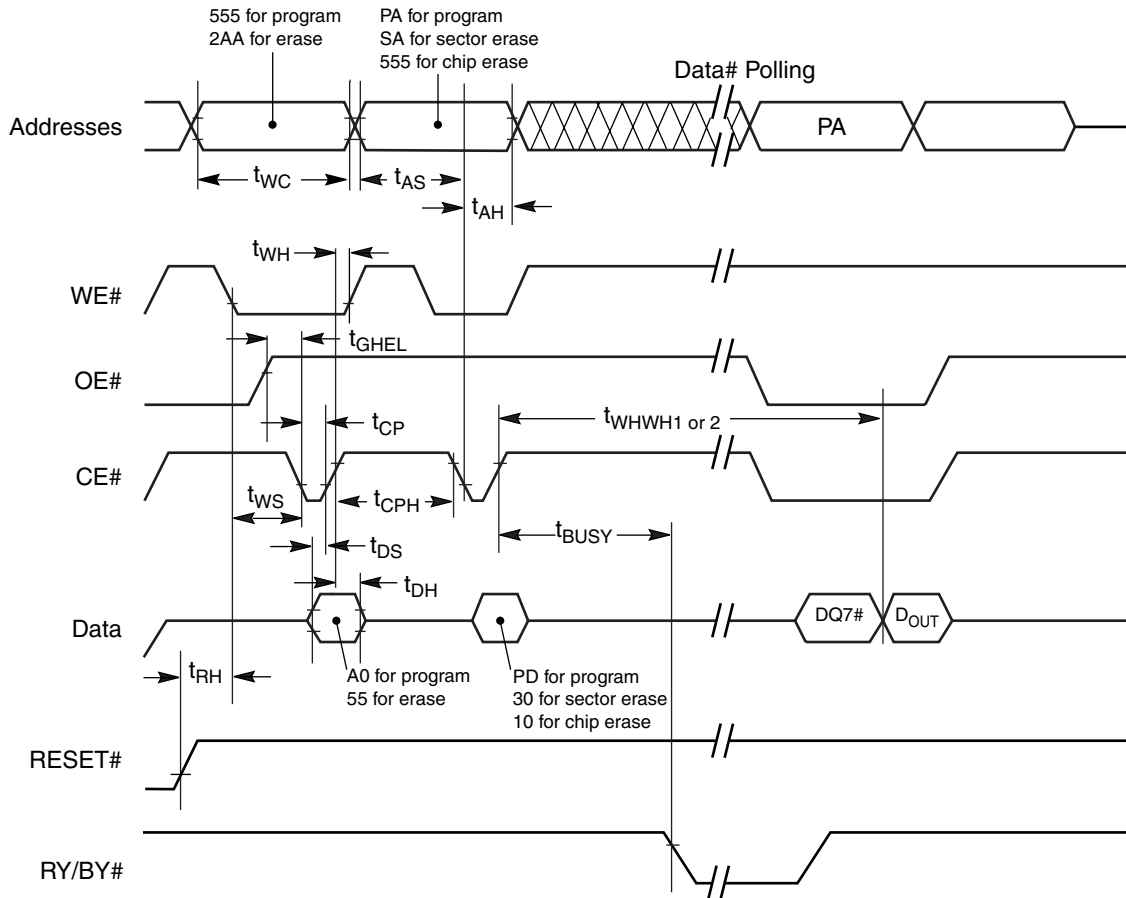 555 for program
2AA for erase
PA for program
SA for sector erase
555 for chip erase
Data# Polling
Addresses
PA
tWC
tAS
tAH
tWH
WE#
tGHEL
OE#
tCP
tWHWH1 or 2
CE#
tWS
tCPH
tBUSY
tDS
tDH
Data
DQ7#
DOUT
tRH
A0 for program
55 for erase
PD for program
30 for sector erase
10 for chip erase
RESET#
RY/BY#